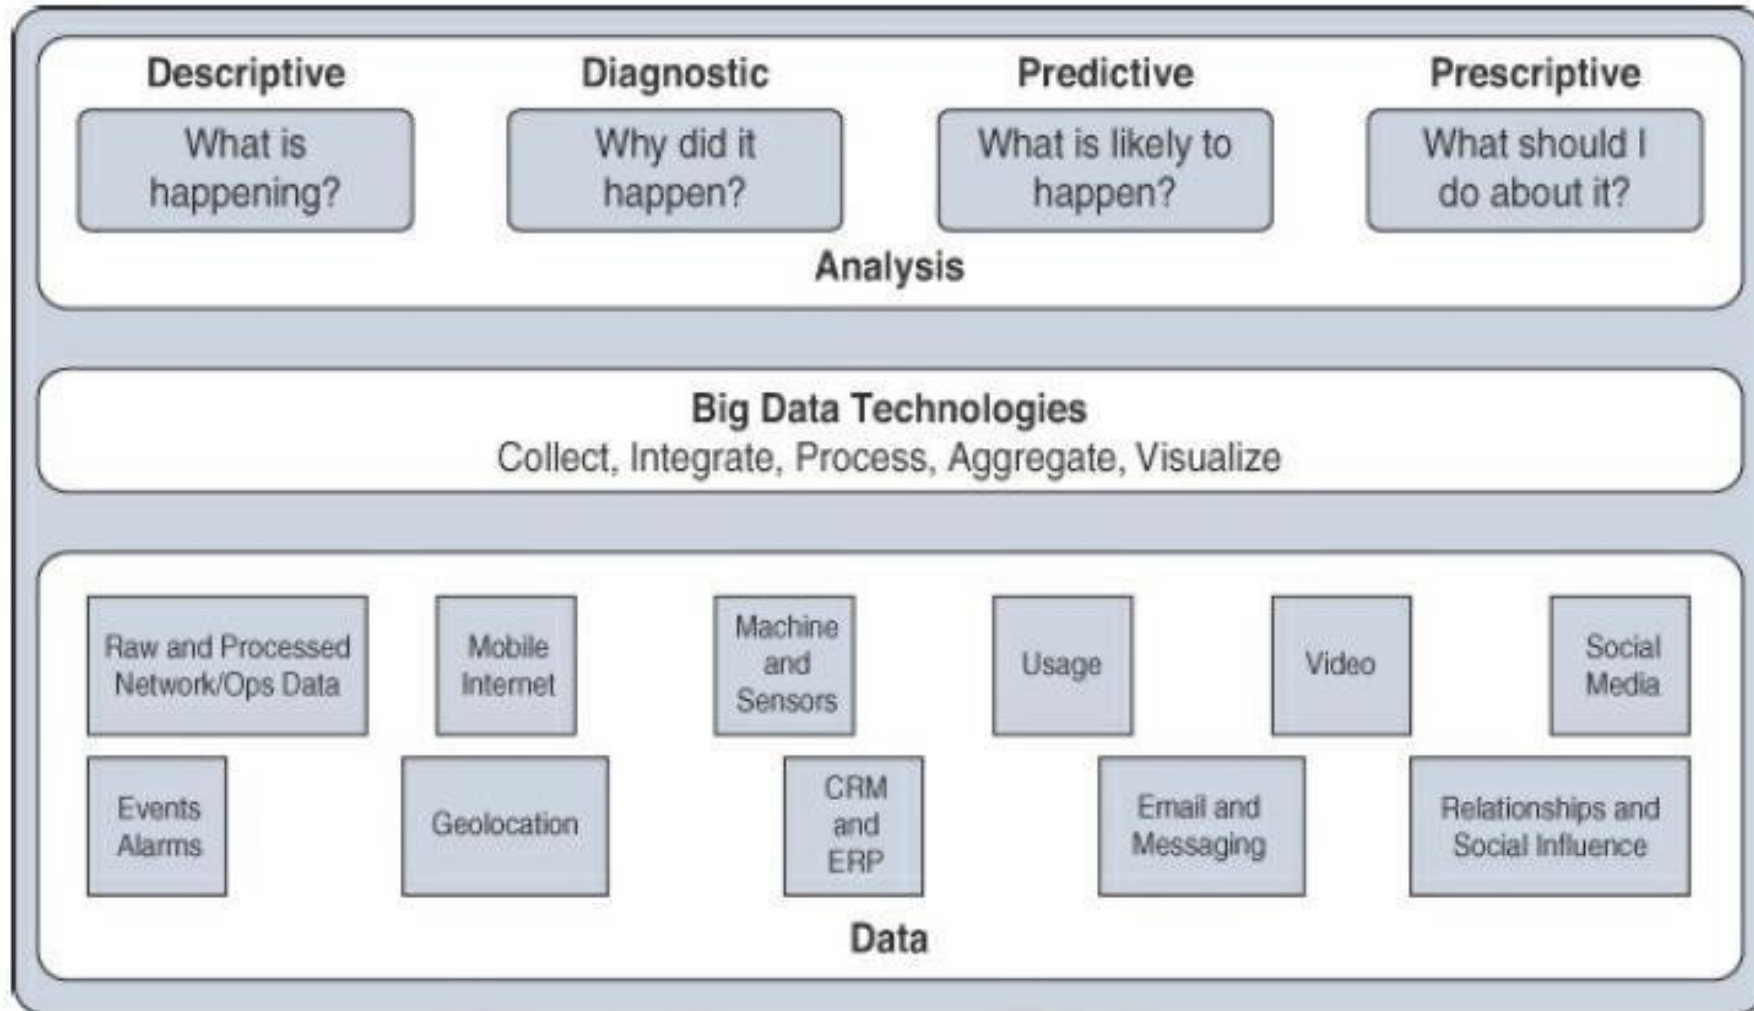 Descriptive
Diagnostic
Predictive
Prescriptive
What is
happening?
Why did it
happen?
What is likely to
happen?
What should I
do about it?
Analysis
Big Data Technologies
Collect, Integrate, Process, Aggregate, Visualize
Raw and Processed
Network/Ops Data
Mobile
Internet
Machine
and
Sensors
Usage
Video
Social
Media
Events
Alarms
Geolocation
CRM
and
ERP
Email and
Messaging
Relationships and
Social Influence
Data